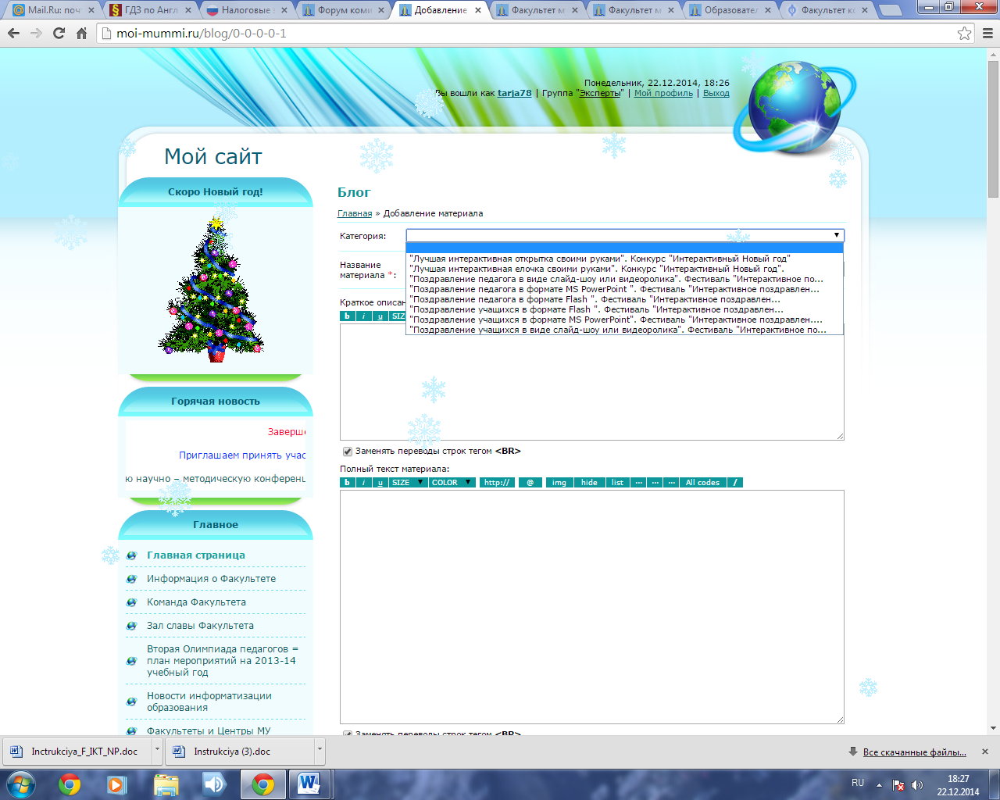 Mail.Ru: поч
ГДЗ по Англ
Налоговые з
Форум коми
Добавление
Факультет м
Факультет м
Образовател
Факультет ко
moi-mummi.ru/blog/0-0-0-0-1
Понедельник, 22.12.2014, 18:26
Вы вошли как tarja78 | Группа "Эксперты" | Мой профиль | Выход
Мой сайт
Скоро Новый год!
Горячая новость
Заверше
Приглашаем принять учас
ю научно – методическую конференц
Главное
Главная страница
Информация о Факультете
Команда Факультета
Зал славы Факультета
Вторая Олимпиада педагогов =
план мероприятий на 2013-14
учебный год
Новости информатизации
образования
Факультеты и Центры МУ
Блог
Главная » Добавление материала
Категория:
"Лучшая интерактивная открытка своими руками". Конкурс "Интерактивный Новый год"
"Лучшая интерактивная елочка своими руками". Конкурс "Интерактивный Новый год".
"Поздравление педагога в виде слайд-шоу или видеоролика". Фестиваль "Интерактивное по...
"Поздравление педагога в формате MS PowerPoint ". Фестиваль "Интерактивное поздравлен...
"Поздравление педагога в формате Flash ". Фестиваль "Интерактивное поздравлен...
"Поздравление учащихся в формате Flash ". Фестиваль "Интерактивное поздравлен...
"Поздравление учащихся в формате MS PowerPoint". Фестиваль "Интерактивное поздравлен....
"Поздравление учащихся в виде слайд-шоу или видеоролика". Фестиваль "Интерактивное по...
Название
материала *:
Краткое описан
b i u SIZ
Заменять переводы строк тегом <BR>
Полный текст материала:
b i u SIZE COLOR http:// @ img hide list ... ... ... All codes /
Заменять переводы строк тегом <BR>
Inctrukciya_F_IKT_NP.doc
Instrukciya (3).doc
Все скачанные файлы...
RU
18:27
22.12.2014